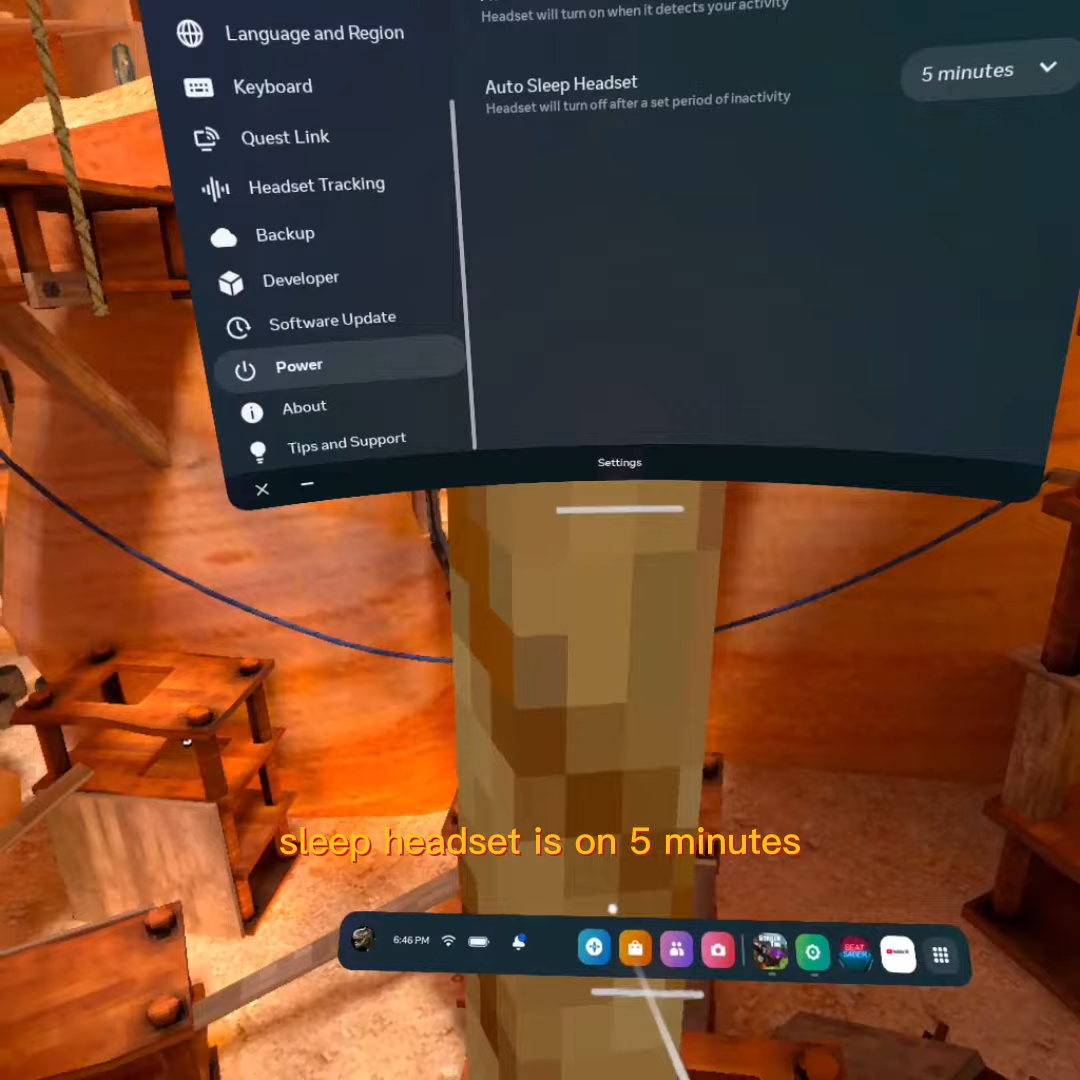 Headset will turn on when it detects your activity
Language and Region
Auto Sleep Headset
Headset will turn off after a set period of inactivity
5 minutes
Keyboard
Quest Link
Headset Tracking
Backup
Developer
Software Update
Power
About
Tips and Support
Settings
sleep headset is on 5 minutes
6:46 PM
BEAT
SABER